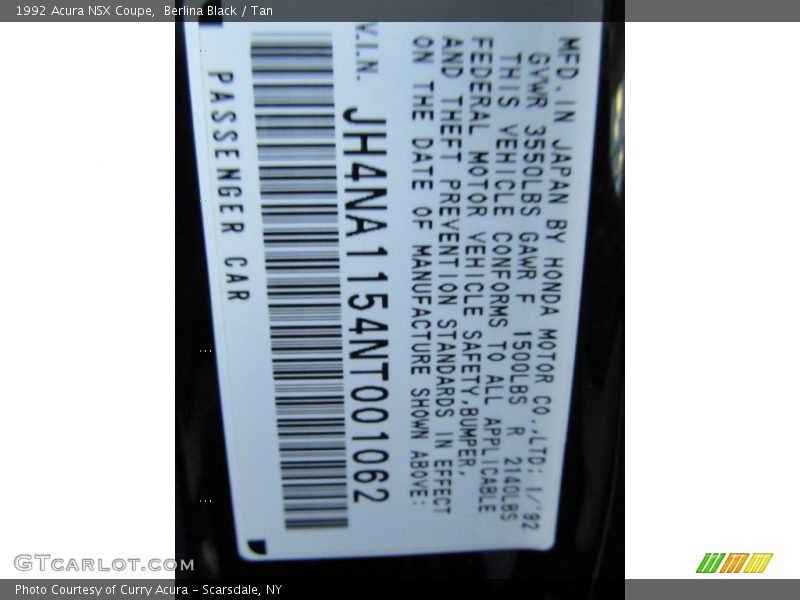 1992 Acura NSX Coupe, Berlina Black / Tan
MFD. IN JAPAN BY HONDA MOTOR CO.,LTD; 1/'92
GVWR 3550LBS GAWR F 1500LBS R 2140LBS
THIS VEHICLE CONFORMS TO ALL APPLICABLE
FEDERAL MOTOR VEHICLE SAFETY,BUMPER,
AND THEFT PREVENTION STANDARDS IN EFFECT
ON THE DATE OF MANUFACTURE SHOWN ABOVE:
V.I.N. JH4NA1154NT001062
PASSENGER CAR
GTCARLOT.COM
Photo Courtesy of Curry Acura - Scarsdale, NY